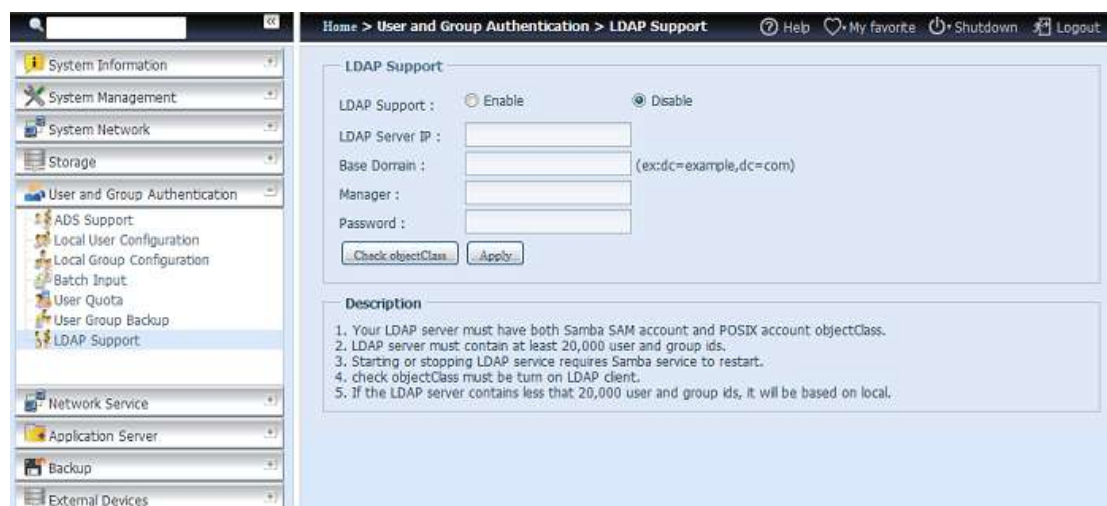 Home > User and Group Authentication > LDAP Support
Help
My favorite
Shutdown
Logout
System Information
System Management
System Network
Storage
User and Group Authentication
ADS Support
Local User Configuration
Local Group Configuration
Batch Input
User Quota
User Group Backup
LDAP Support
Network Service
Application Server
Backup
External Devices
LDAP Support
LDAP Support : Enable Disable
LDAP Server IP :
Base Domain : (ex:dc=example,dc=com)
Manager :
Password :
Check objectClass Apply
Description
1. Your LDAP server must have both Samba SAM account and POSIX account objectClass.
2. LDAP server must contain at least 20,000 user and group ids.
3. Starting or stopping LDAP service requires Samba service to restart.
4. check objectClass must be turn on LDAP client.
5. If the LDAP server contains less that 20,000 user and group ids, it will be based on local.